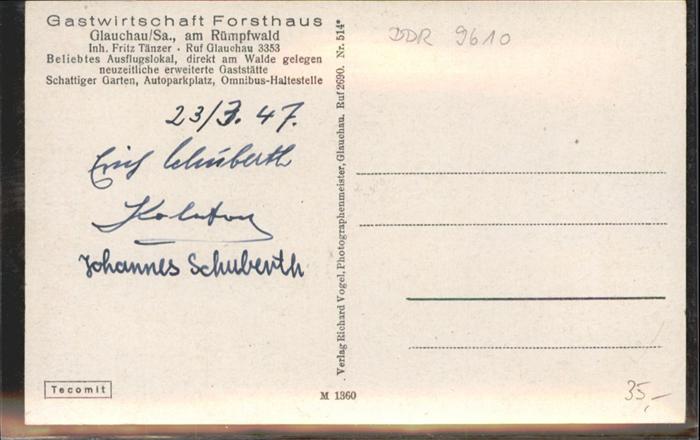 Gastwirtschaft Forsthaus
Glauchau/Sa., am Rümpfwald
Inh. Fritz Tänzer · Ruf Glauchau 3353
Beliebtes Ausflugslokal, direkt am Walde gelegen
neuzeitliche erweiterte Gaststätte
Schattiger Garten, Autoparkplatz, Omnibus-Haltestelle
23/3. 47.
Erich Schuberth
Johannes Schuberth
Tecomit
Verlag Richard Vogel, Photographenmeister, Glauchau. Ruf 2690. Nr. 514*
M 1360
DDR 9610
35,-